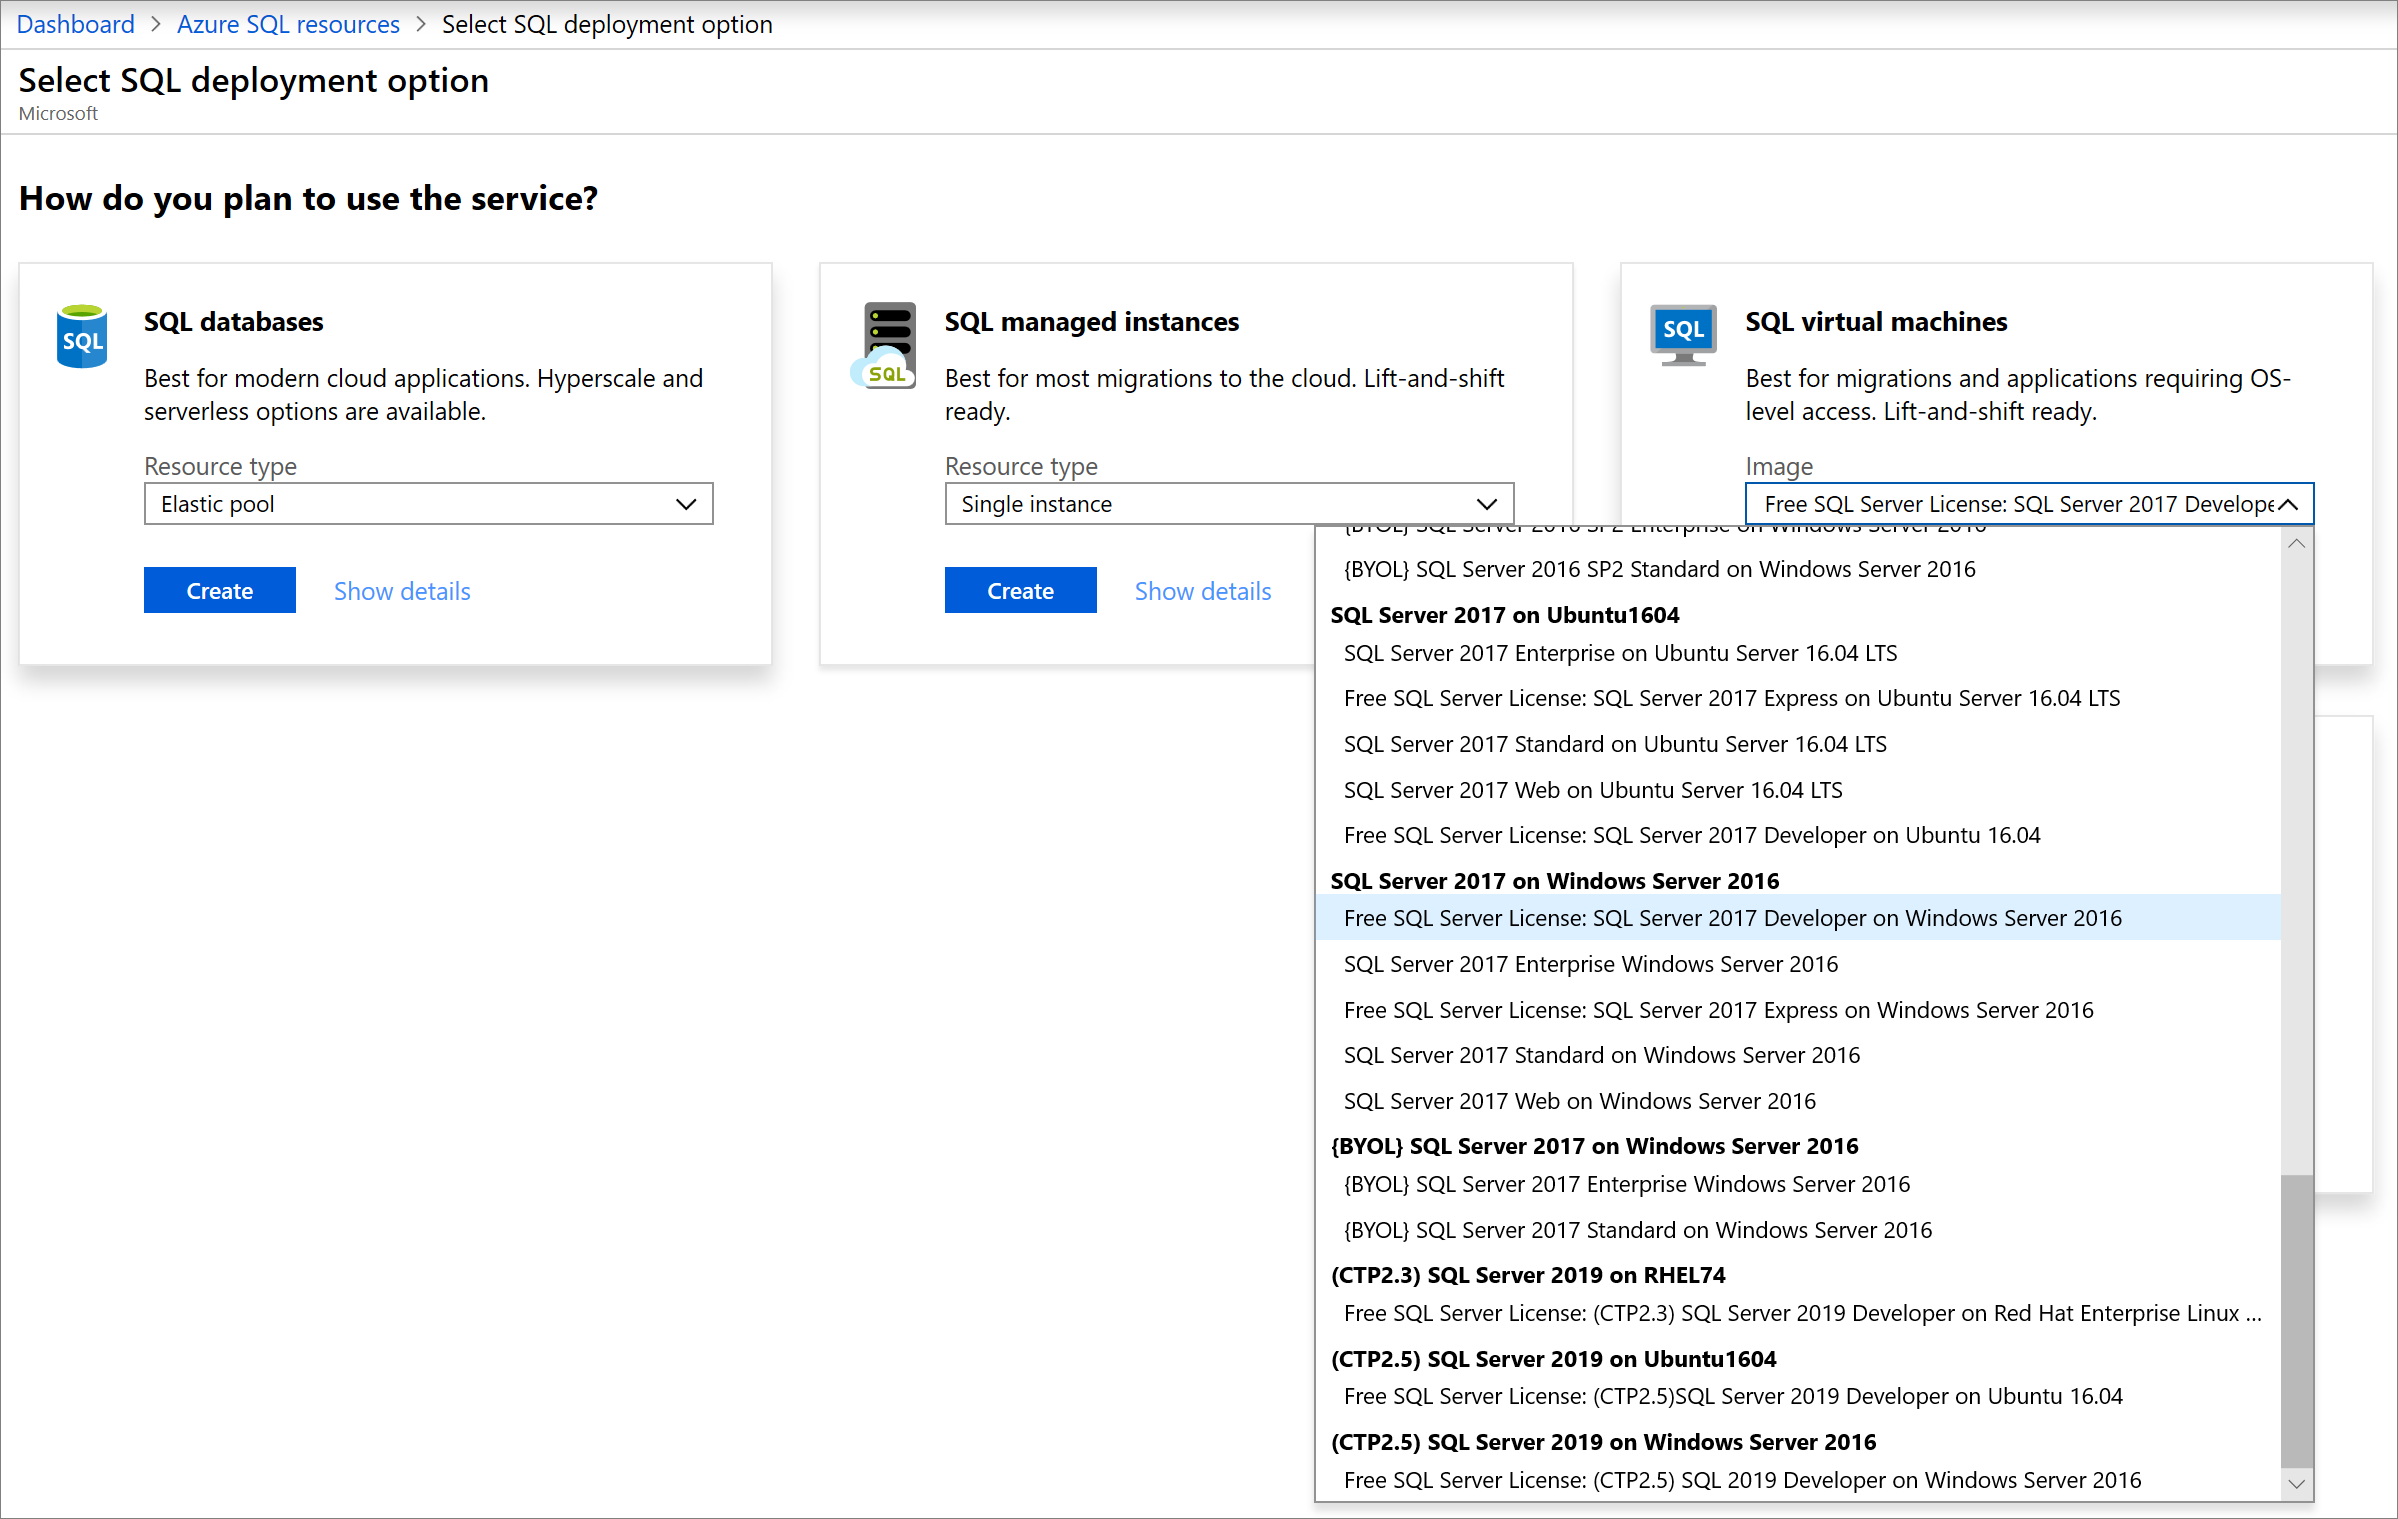 Dashboard > Azure SQL resources > Select SQL deployment option
Select SQL deployment option
Microsoft
How do you plan to use the service?
SQL
SQL databases
Best for modern cloud applications. Hyperscale and
serverless options are available.
Resource type
Elastic pool
Create
Show details
SQL
SQL managed instances
Best for most migrations to the cloud. Lift-and-shift
ready.
Resource type
Single instance
Create
Show details
SQL
SQL virtual machines
Best for migrations and applications requiring OS-
level access. Lift-and-shift ready.
Image
Free SQL Server License: SQL Server 2017 Develope
{BYOL} SQL Server 2016 SP2 Enterprise on Windows Server 2016
{BYOL} SQL Server 2016 SP2 Standard on Windows Server 2016
SQL Server 2017 on Ubuntu1604
SQL Server 2017 Enterprise on Ubuntu Server 16.04 LTS
Free SQL Server License: SQL Server 2017 Express on Ubuntu Server 16.04 LTS
SQL Server 2017 Standard on Ubuntu Server 16.04 LTS
SQL Server 2017 Web on Ubuntu Server 16.04 LTS
Free SQL Server License: SQL Server 2017 Developer on Ubuntu 16.04
SQL Server 2017 on Windows Server 2016
Free SQL Server License: SQL Server 2017 Developer on Windows Server 2016
SQL Server 2017 Enterprise Windows Server 2016
Free SQL Server License: SQL Server 2017 Express on Windows Server 2016
SQL Server 2017 Standard on Windows Server 2016
SQL Server 2017 Web on Windows Server 2016
{BYOL} SQL Server 2017 on Windows Server 2016
{BYOL} SQL Server 2017 Enterprise Windows Server 2016
{BYOL} SQL Server 2017 Standard on Windows Server 2016
(CTP2.3) SQL Server 2019 on RHEL74
Free SQL Server License: (CTP2.3) SQL Server 2019 Developer on Red Hat Enterprise Linux ...
(CTP2.5) SQL Server 2019 on Ubuntu1604
Free SQL Server License: (CTP2.5)SQL Server 2019 Developer on Ubuntu 16.04
(CTP2.5) SQL Server 2019 on Windows Server 2016
Free SQL Server License: (CTP2.5) SQL 2019 Developer on Windows Server 2016